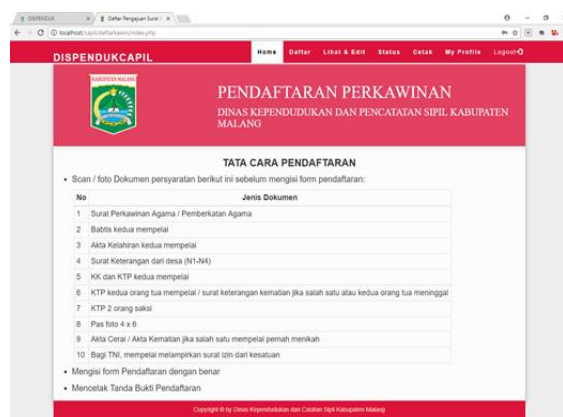 DISPENDUK
Daftar Pengajuan Surat
localhost/capil/daftarkawin/index.php
DISPENDUKCAPIL
Home Daftar Lihat & Edit Status Cetak My Profile Logout
KABUPATEN MALANG
PENDAFTARAN PERKAWINAN
DINAS KEPENDUDUKAN DAN PENCATATAN SIPIL KABUPATEN
MALANG
TATA CARA PENDAFTARAN
• Scan / foto Dokumen persyaratan berikut ini sebelum mengisi form pendaftaran:
No Jenis Dokumen
1 Surat Perkawinan Agama / Pemberkatan Agama
2 Babtis kedua mempelai
3 Akta Kelahiran kedua mempelai
4 Surat Keterangan dari desa (N1-N4)
5 KK dan KTP kedua mempelai
6 KTP kedua orang tua mempelai / surat keterangan kematian jika salah satu atau kedua orang tua meninggal
7 KTP 2 orang saksi
8 Pas foto 4 x 6
9 Akta Cerai / Akta Kematian jika salah satu mempelai pernah menikah
10 Bagi TNI, mempelai melampirkan surat izin dari kesatuan
• Mengisi form Pendaftaran dengan benar
• Mencetak Tanda Bukti Pendaftaran
Copyright © by Dinas Kependudukan dan Catatan Sipil Kabupaten Malang